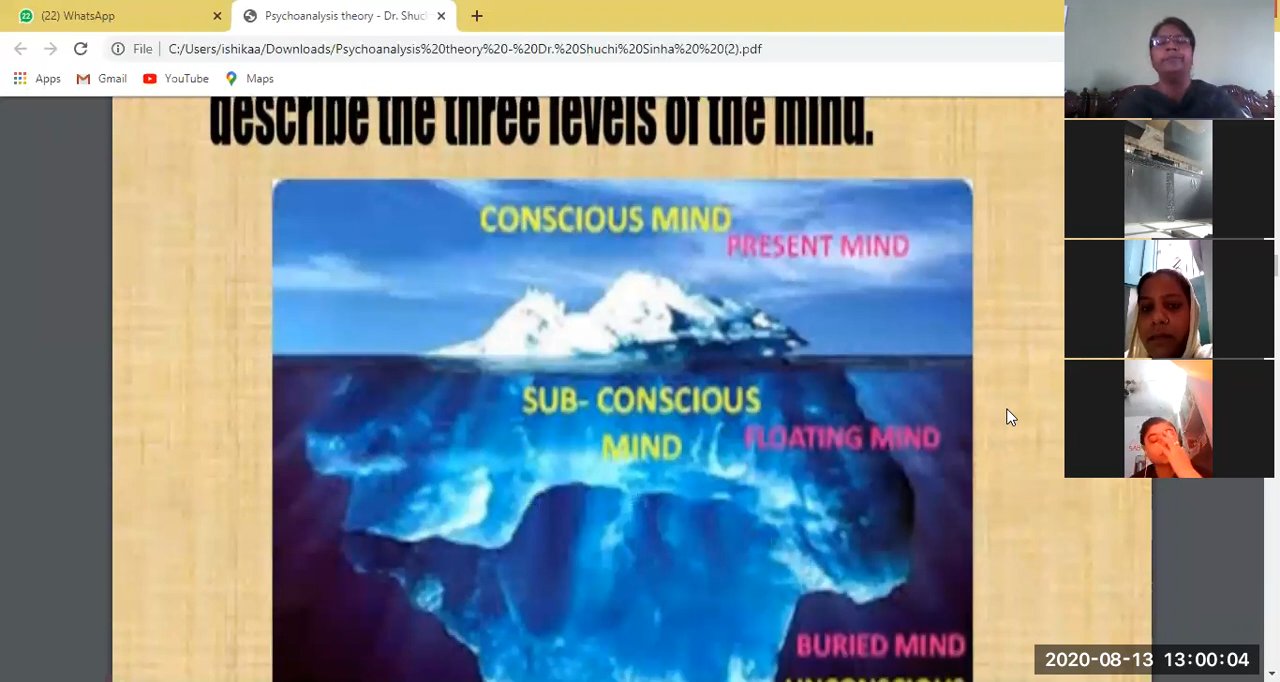 (22) WhatsApp
Psychoanalysis theory - Dr. Shuc
File
C:/Users/ishikaa/Downloads/Psychoanalysis%20theory%20-%20Dr.%20Shuchi%20Sinha%20%20(2).pdf
Apps
Gmail
YouTube
Maps
describe the three levels of the mind.
CONSCIOUS MIND
PRESENT MIND
SUB- CONSCIOUS
MIND
FLOATING MIND
BURIED MIND
UNCONSCIOUS
2020-08-13 13:00:04